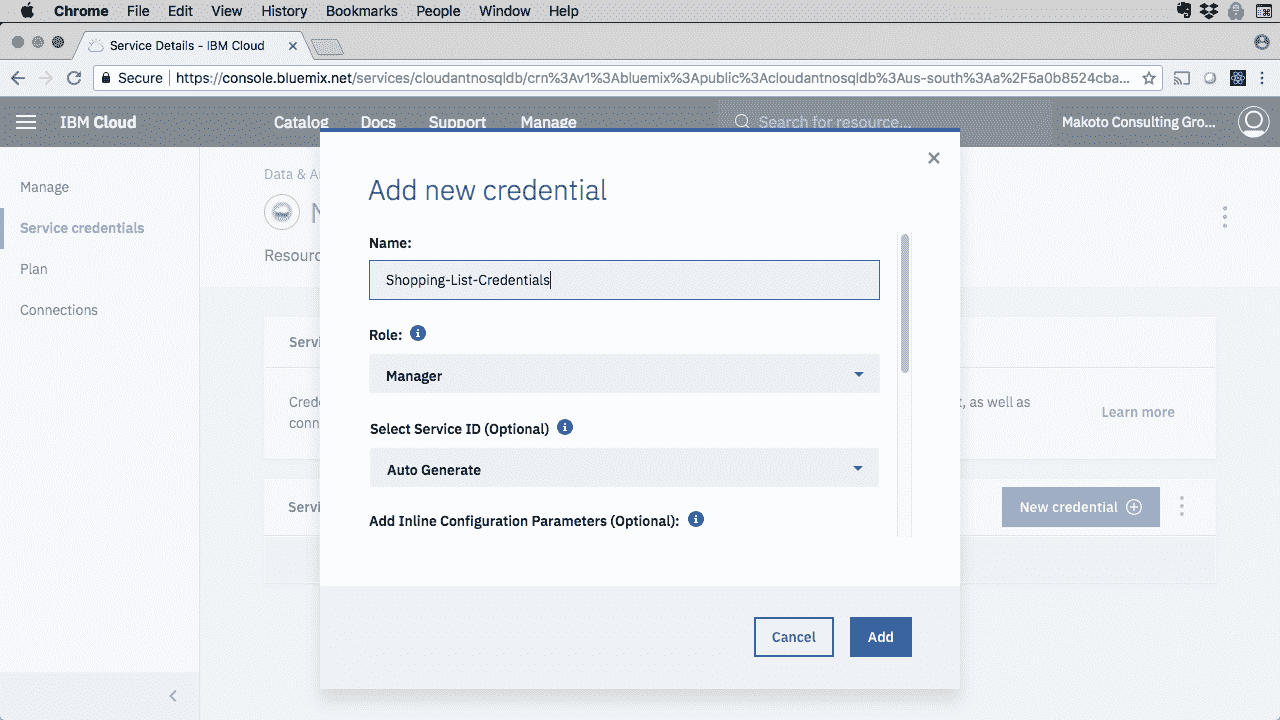 Chrome File Edit View History Bookmarks People Window Help
Service Details - IBM Cloud
Secure https://console.bluemix.net/services/cloudantnosqldb/crn%3Av1%3Abluemix%3Apublic%3Acloudantnosqldb%3Aus-south%3Aa%2F5a0b8524cba...
IBM Cloud Catalog Docs Support Manage Search for resource... Makoto Consulting Gro...
Manage
Service credentials
Plan
Connections
Data & A
N
Resourc
Servi
Crede
conn
, as well as
Learn more
Servi
New credential
Add new credential
Name:
Shopping-List-Credentials
Role:
Manager
Select Service ID (Optional)
Auto Generate
Add Inline Configuration Parameters (Optional):
Cancel Add